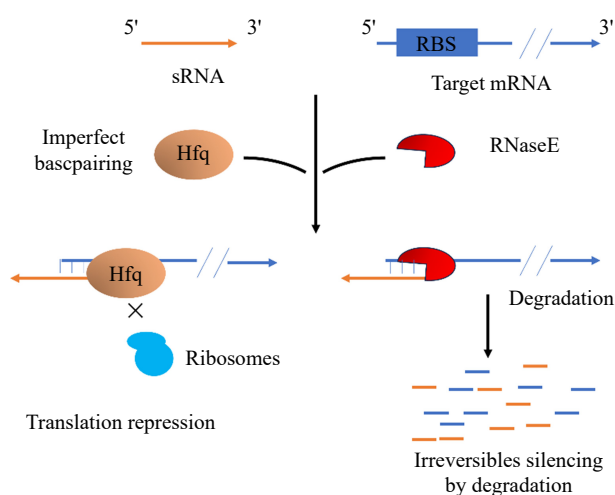 5'
3'
5'
3'
RBS
sRNA
Target mRNA
Imperfect
bascpairing
Hfq
RNaseE
Hfq
Degradation
Ribosomes
Translation repression
Irreversibles silencing
by degradation